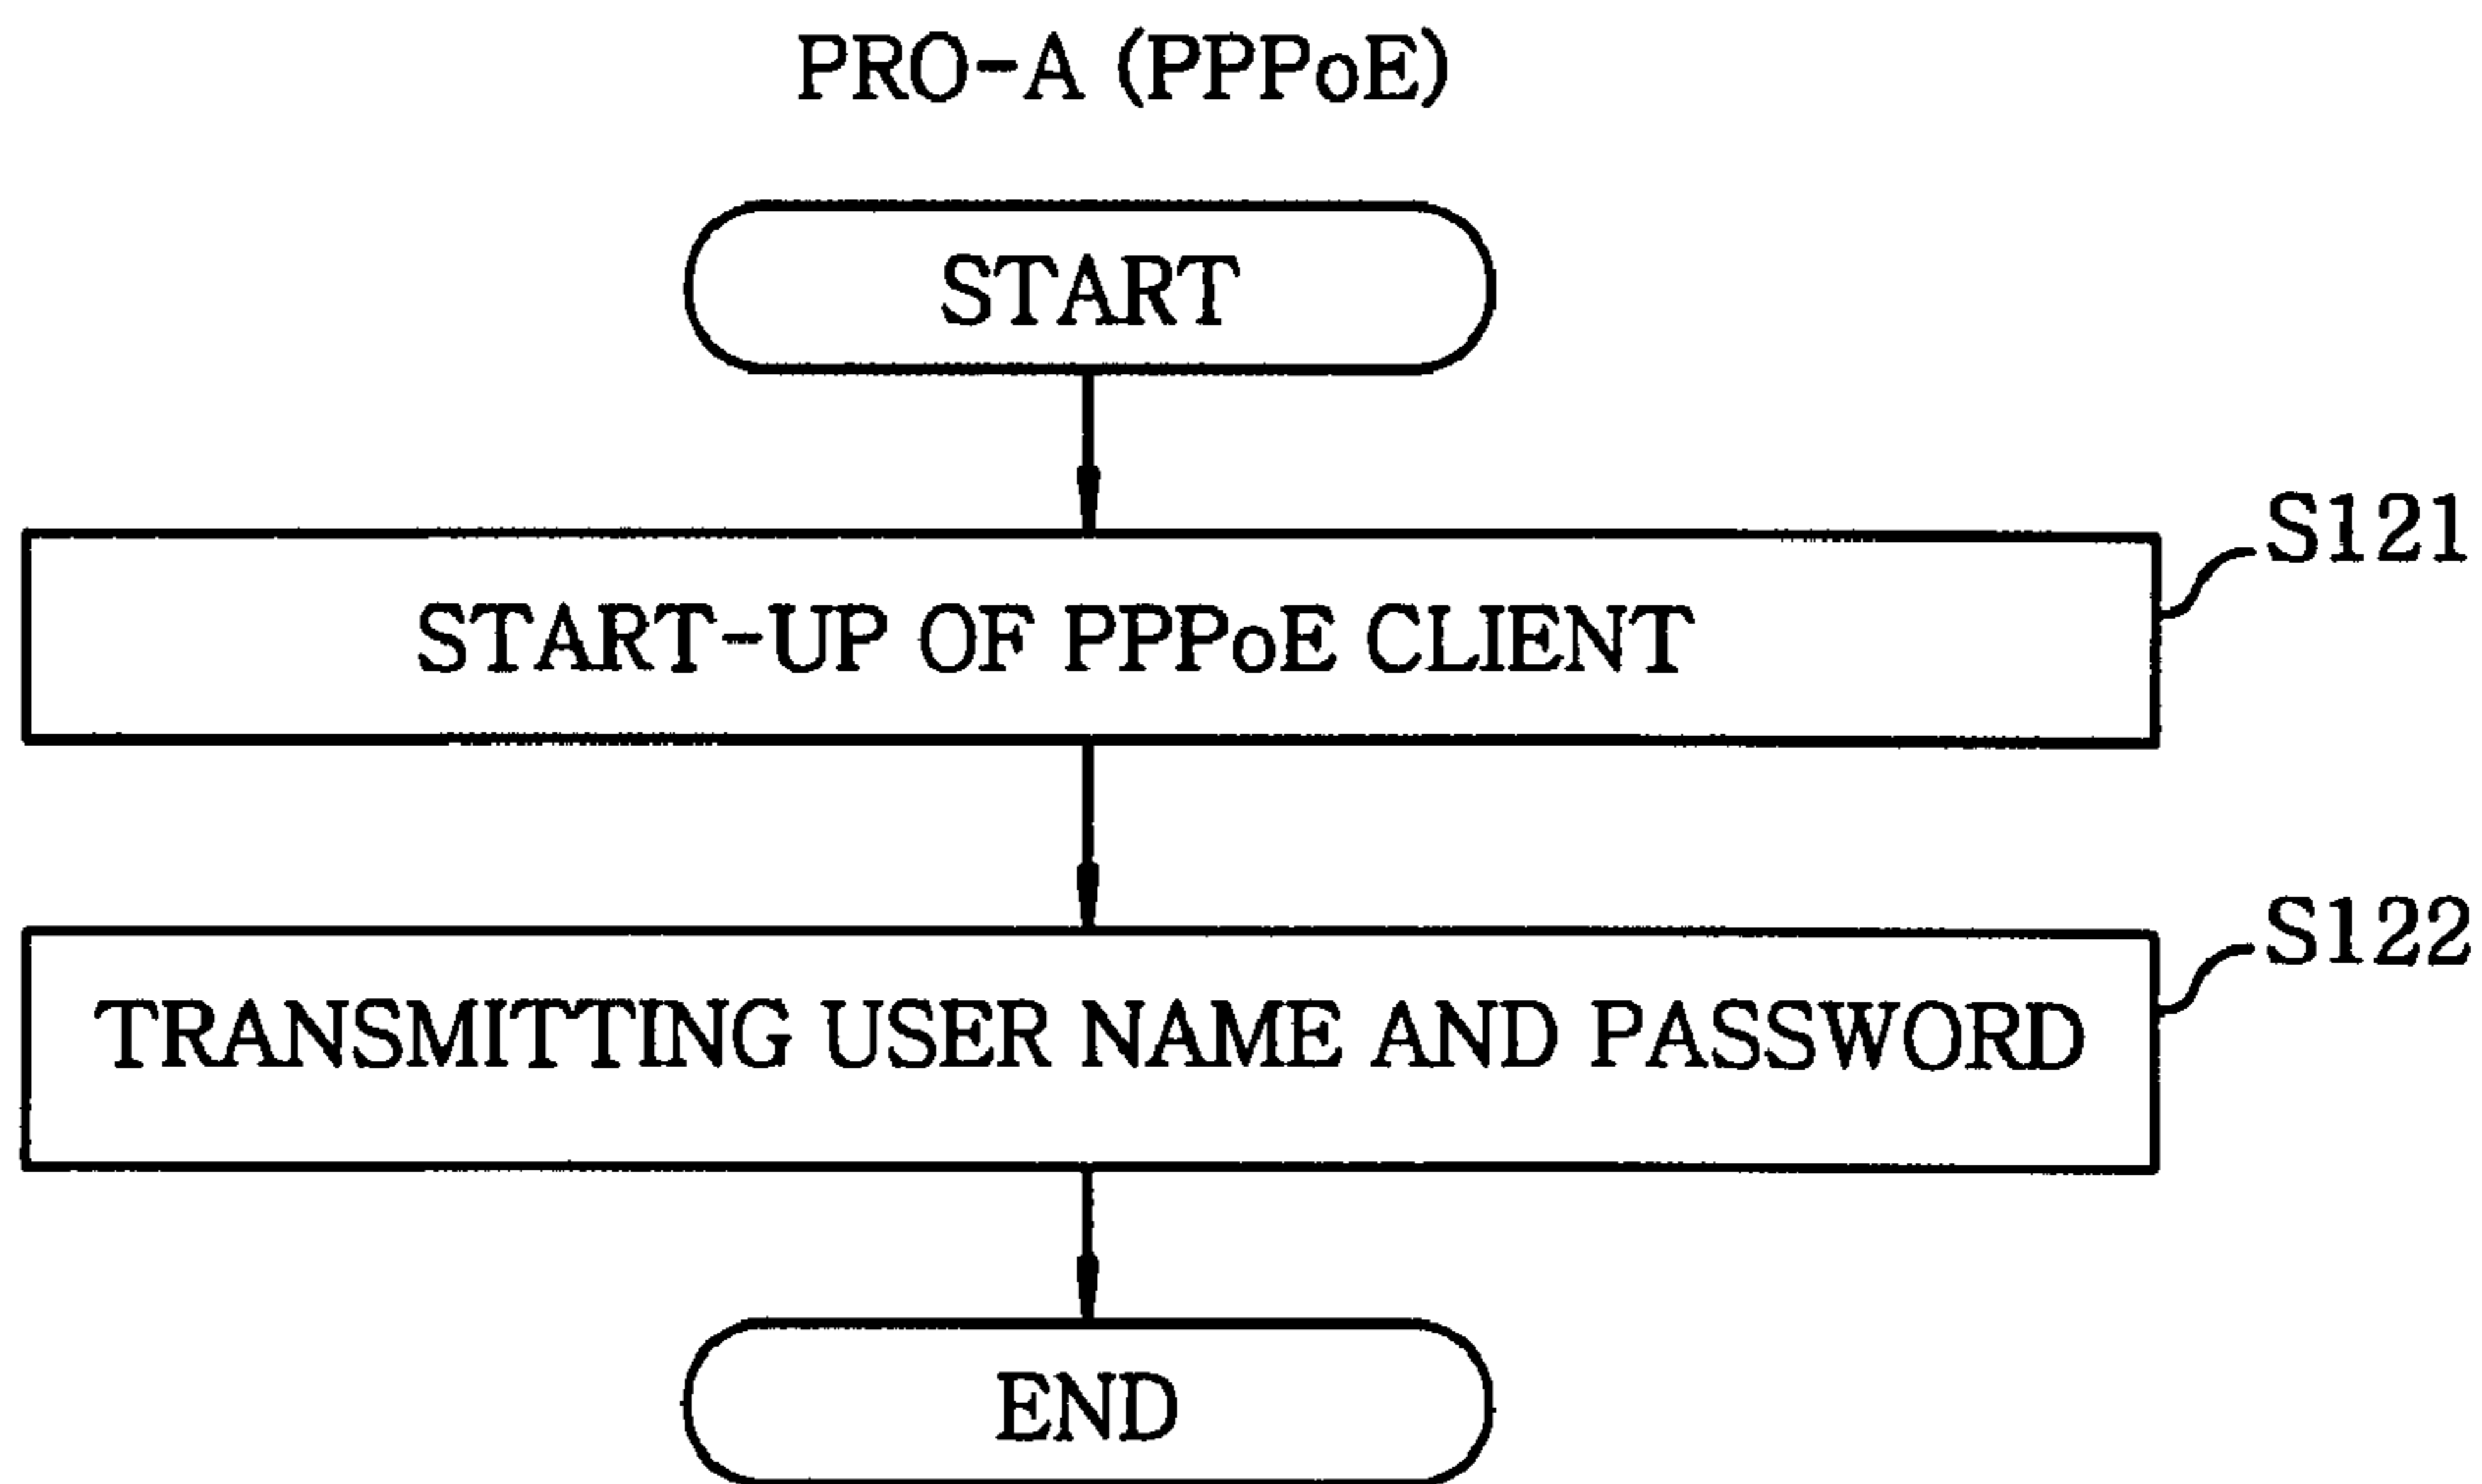 PRO-A (PPPoE)
START
S121
START-UP OF PPPoE CLIENT
S122
TRANSMITTING USER NAME AND PASSWORD
END